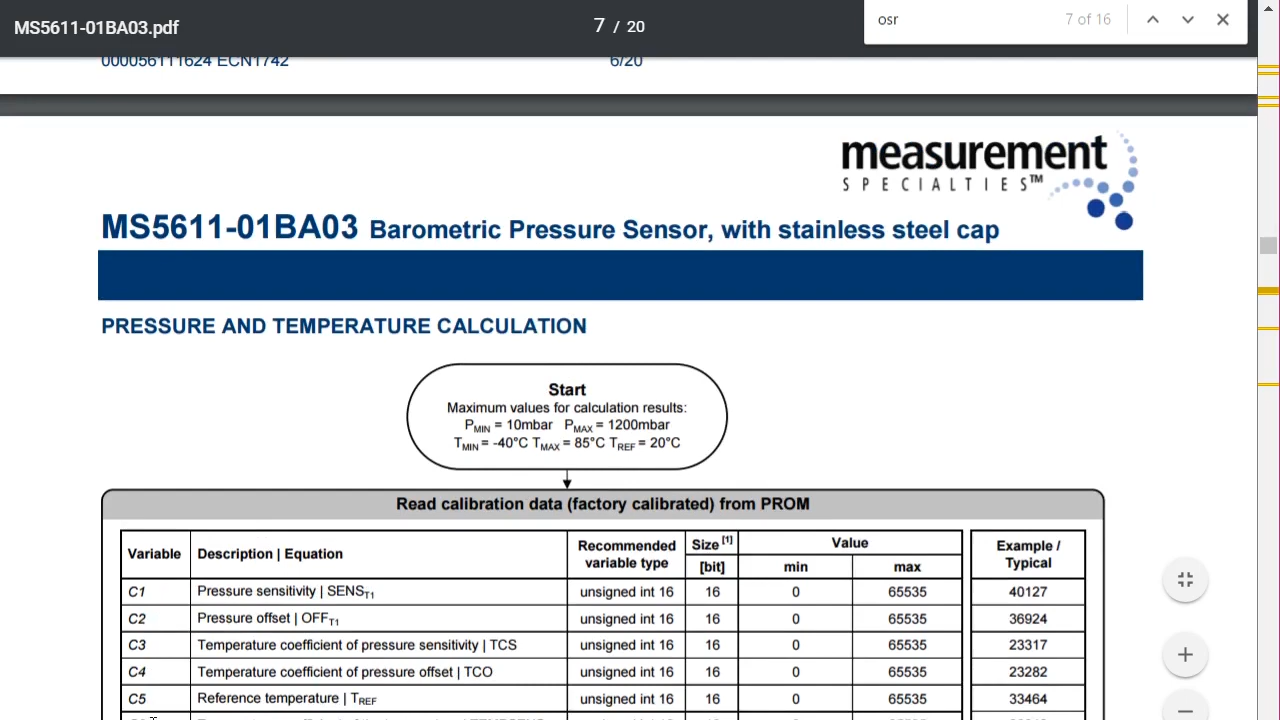 MS5611-01BA03.pdf
7 / 20
osr
7 of 16
000056111624 ECN1742
6/20
measurement
SPECIALTIES™
MS5611-01BA03 Barometric Pressure Sensor, with stainless steel cap
PRESSURE AND TEMPERATURE CALCULATION
Start
Maximum values for calculation results:
PMIN = 10mbar PMAX = 1200mbar
TMIN = -40°C TMAX = 85°C TREF = 20°C
Read calibration data (factory calibrated) from PROM
Variable Description | Equation Recommended variable type Size [1] [bit] Value min max Example / Typical
C1 Pressure sensitivity | SENST1 unsigned int 16 16 0 65535 40127
C2 Pressure offset | OFFT1 unsigned int 16 16 0 65535 36924
C3 Temperature coefficient of pressure sensitivity | TCS unsigned int 16 16 0 65535 23317
C4 Temperature coefficient of pressure offset | TCO unsigned int 16 16 0 65535 23282
C5 Reference temperature | TREF unsigned int 16 16 0 65535 33464